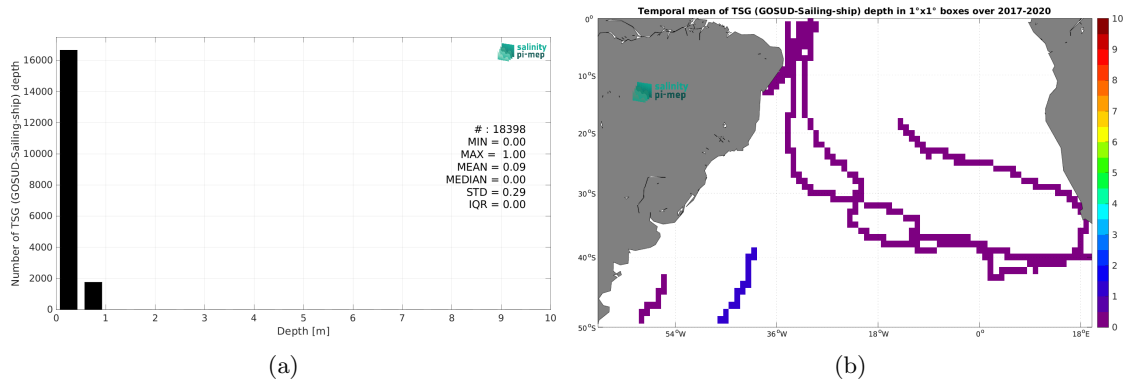 salinity
pi-mep
16000
14000
12000
10000
8000
6000
4000
2000
0
Number of TSG (GOSUD-Sailing-ship) depth
# : 18398
MIN = 0.00
MAX = 1.00
MEAN = 0.09
MEDIAN = 0.00
STD = 0.29
IQR = 0.00
0 1 2 3 4 5 6 7 8 9 10
Depth [m]
(a)
Temporal mean of TSG (GOSUD-Sailing-ship) depth in 1°x1° boxes over 2017-2020
0°
10°S
20°S
30°S
40°S
50°S
salinity
pi-mep
54°W 36°W 18°W 0° 18°E
10
9
8
7
6
5
4
3
2
1
0
(b)